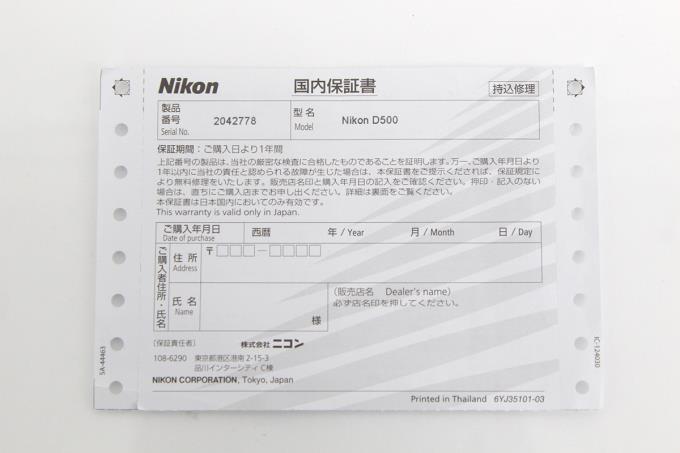 Nikon 国内保証書 持込修理
製品番号 Serial No. 2042778 型名 Model Nikon D500
保証期間：ご購入日より1年間
上記番号の製品は、当社の厳密な検査に合格したものであることを証明します。万一、ご購入年月日より
1年以内に当社の責任と認められる故障が生じた場合は、本保証書をご提示くだされば、保証規定に
より無料修理をいたします。販売店名印と購入年月日の記入をご確認ください。押印・記入のない
場合は、直ちにご購入店までお申し出ください。詳細は裏面をご覧ください。
本保証書は日本国内においてのみ有効です。
This warranty is valid only in Japan.
ご購入年月日 Date of purchase 西暦 年 / Year 月 / Month 日 / Day
ご購入者住所・氏名
住所 Address 〒□□□－□□□□
氏名 Name 様
（販売店名 Dealer's name）
必ず店名印を押してください。
（保証責任者） 株式会社 ニコン
108-6290 東京都港区港南 2-15-3
品川インターシティ C棟
NIKON CORPORATION, Tokyo, Japan
Printed in Thailand 6YJ35101-03
SA-44463
IC-124030